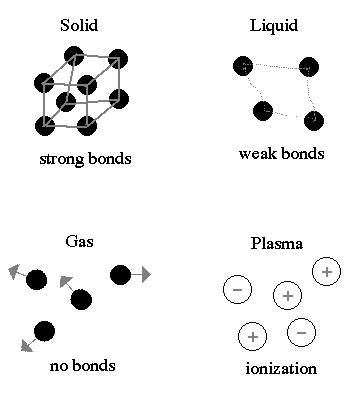 Solid
Liquid
strong bonds
weak bonds
Gas
Plasma
− + +
+ −
no bonds
ionization